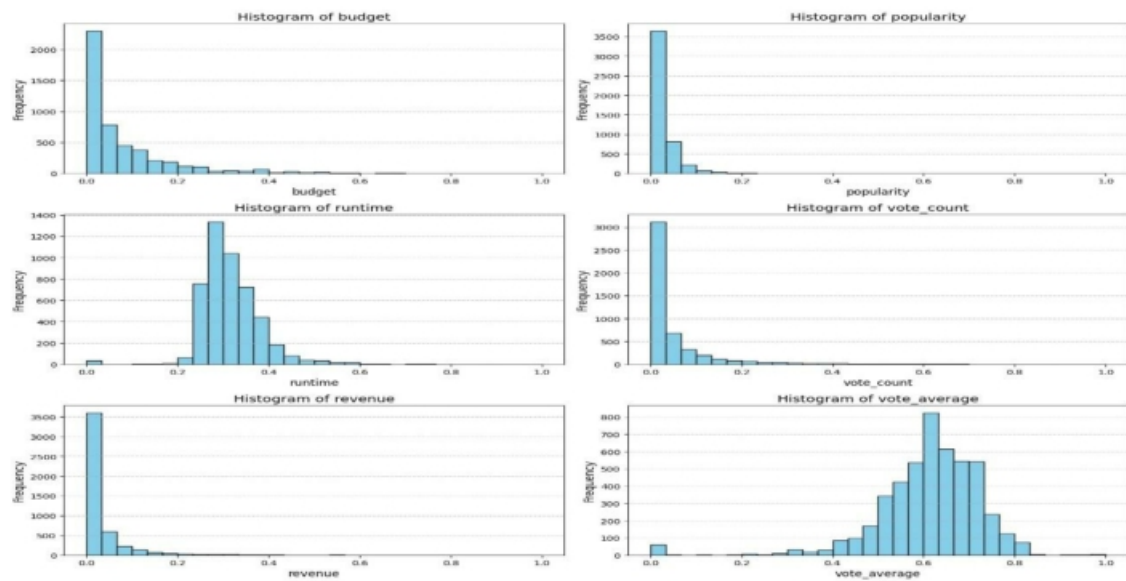 Histogram of budget
Frequency
2000
1500
1000
500
0
0.0 0.2 0.4 0.6 0.8 1.0
budget
Histogram of popularity
Frequency
3500
3000
2500
2000
1500
1000
500
0
0.0 0.2 0.4 0.6 0.8 1.0
popularity
Histogram of runtime
Frequency
1400
1200
1000
800
600
400
200
0
0.0 0.2 0.4 0.6 0.8 1.0
runtime
Histogram of vote_count
Frequency
3000
2500
2000
1500
1000
500
0
0.0 0.2 0.4 0.6 0.8 1.0
vote_count
Histogram of revenue
Frequency
3500
3000
2500
2000
1500
1000
500
0
0.0 0.2 0.4 0.6 0.8 1.0
revenue
Histogram of vote_average
Frequency
800
700
600
500
400
300
200
100
0
0.0 0.2 0.4 0.6 0.8 1.0
vote_average